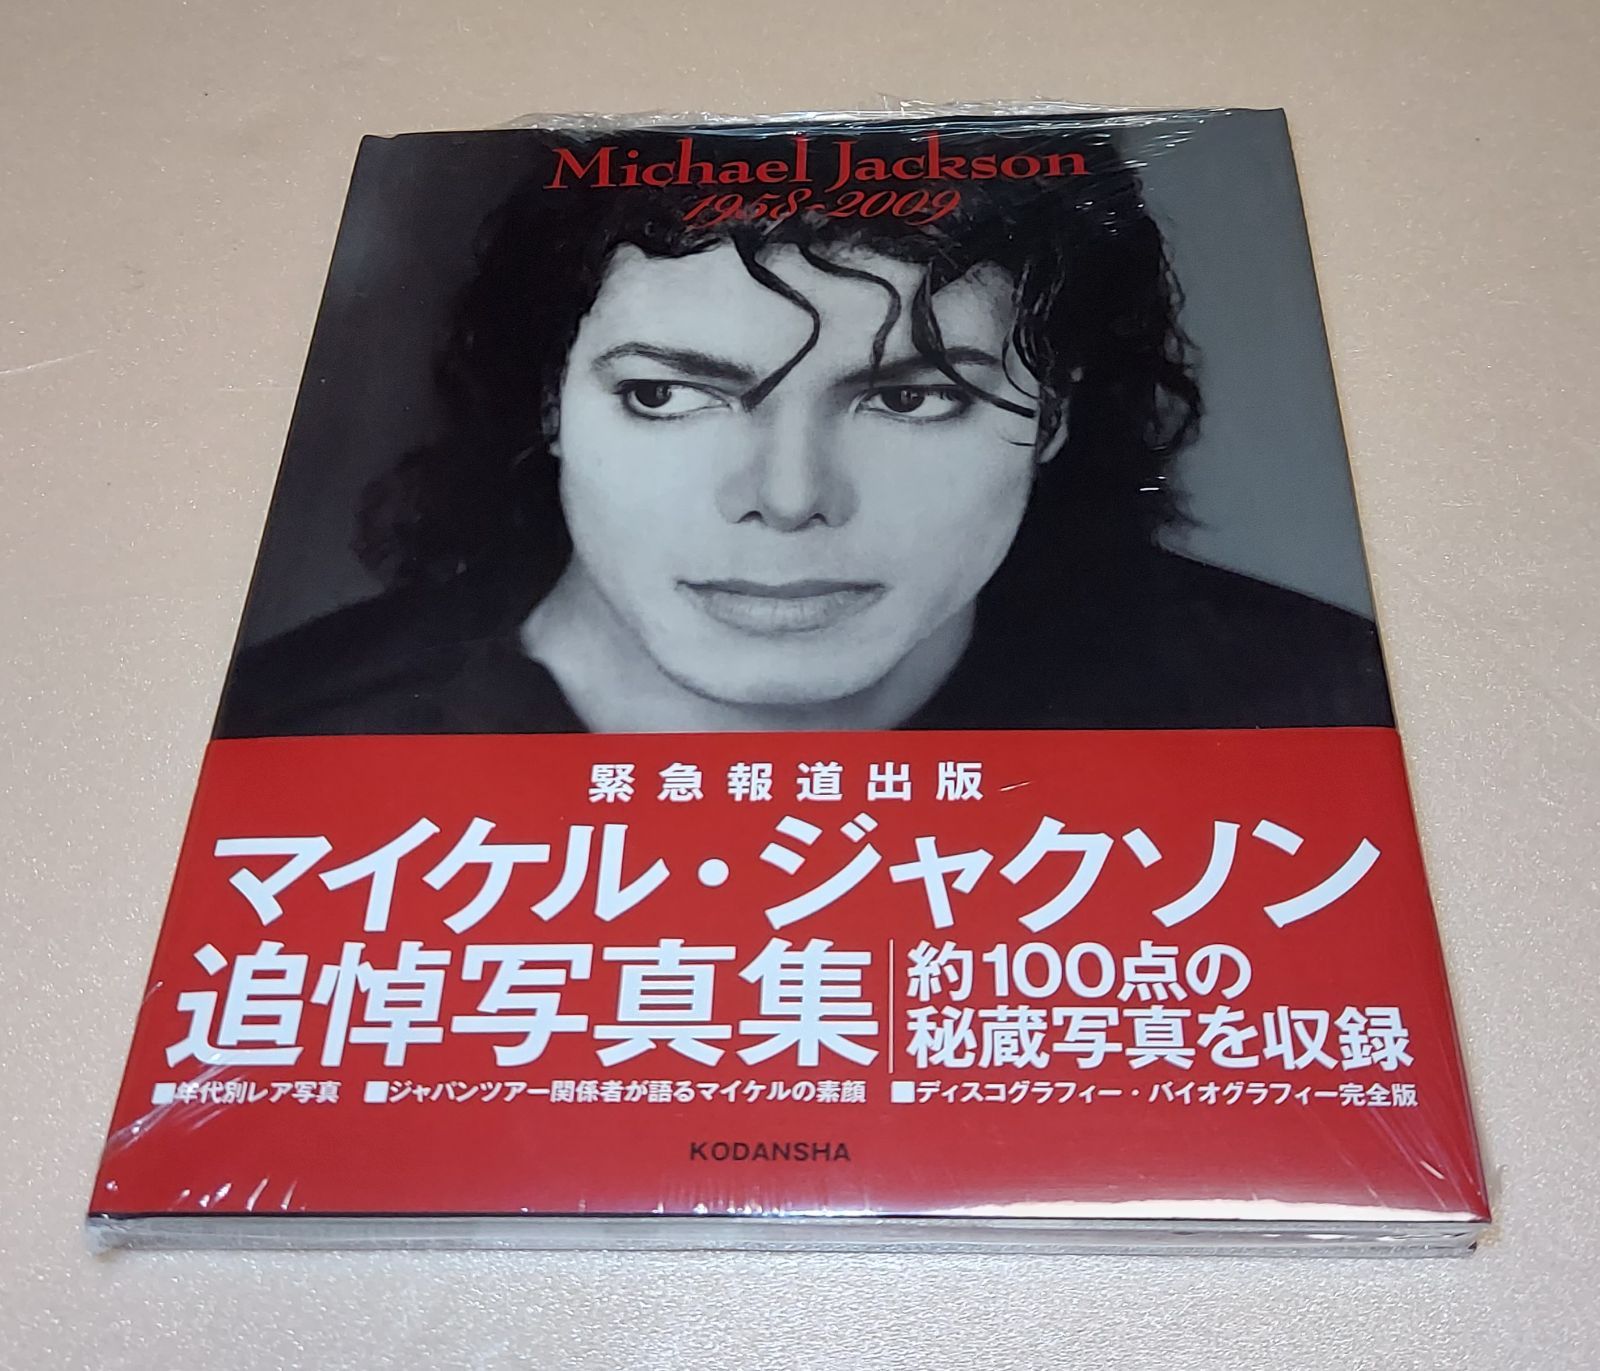 Michael Jackson
1958-2009
緊急報道出版
マイケル・ジャクソン
追悼写真集
約100点の
秘蔵写真を収録
■年代別レア写真 ■ジャパンツアー関係者が語るマイケルの素顔 ■ディスコグラフィー・バイオグラフィー完全版
KODANSHA